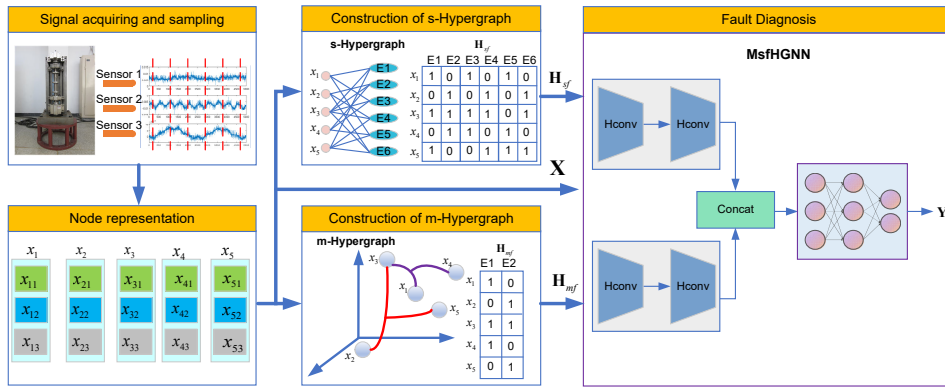 Signal acquiring and sampling
Sensor 1
Sensor 2
Sensor 3
Node representation
x1 x2 x3 x4 x5
x11 x21 x31 x41 x51
x12 x22 x32 x42 x52
x13 x23 x33 x43 x53
Construction of s-Hypergraph
s-Hypergraph
x1 E1
x2 E2
x3 E3
x4 E4
x5 E5
E6
Hsf
E1 E2 E3 E4 E5 E6
x1 1 0 1 0 1 0
x2 0 1 0 1 0 1
x3 1 1 1 1 0 1
x4 0 1 0 1 1 0
x5 1 0 0 1 1 1
Hsf
X
Construction of m-Hypergraph
m-Hypergraph
x3
x4
x1
x5
x2
Hmf
E1 E2
x1 1 0
x2 0 1
x3 1 1
x4 1 0
x5 0 1
Hmf
Fault Diagnosis
MsfHGNN
Hconv Hconv
Concat
Y
Hconv Hconv